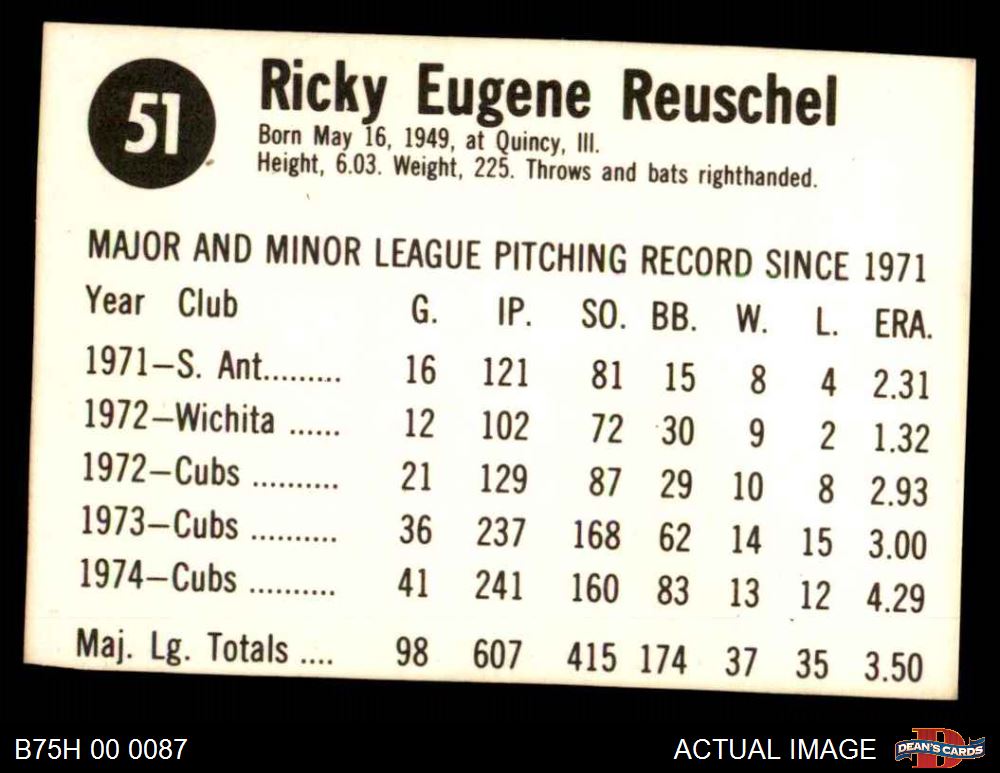 51
Ricky Eugene Reuschel
Born May 16, 1949, at Quincy, Ill.
Height, 6.03. Weight, 225. Throws and bats righthanded.
MAJOR AND MINOR LEAGUE PITCHING RECORD SINCE 1971
Year Club G. IP. SO. BB. W. L. ERA.
1971–S. Ant......... 16 121 81 15 8 4 2.31
1972–Wichita ...... 12 102 72 30 9 2 1.32
1972–Cubs .......... 21 129 87 29 10 8 2.93
1973–Cubs .......... 36 237 168 62 14 15 3.00
1974–Cubs .......... 41 241 160 83 13 12 4.29
Maj. Lg. Totals .... 98 607 415 174 37 35 3.50
B75H 00 0087
ACTUAL IMAGE
D
DEAN'S CARDS